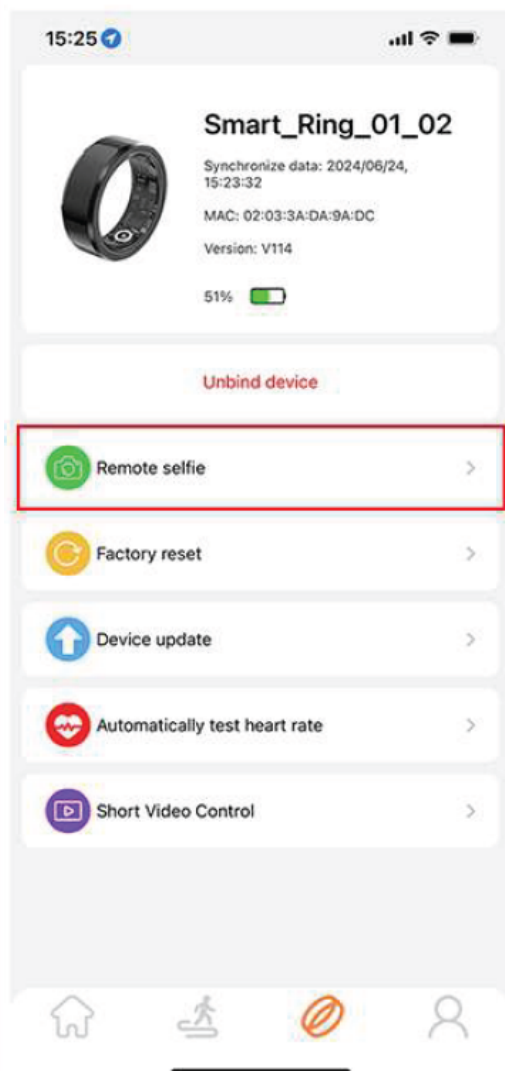 15:25
Smart_Ring_01_02
Synchronize data: 2024/06/24,
15:23:32
MAC: 02:03:3A:DA:9A:DC
Version: V114
51%
Unbind device
Remote selfie
Factory reset
Device update
Automatically test heart rate
Short Video Control